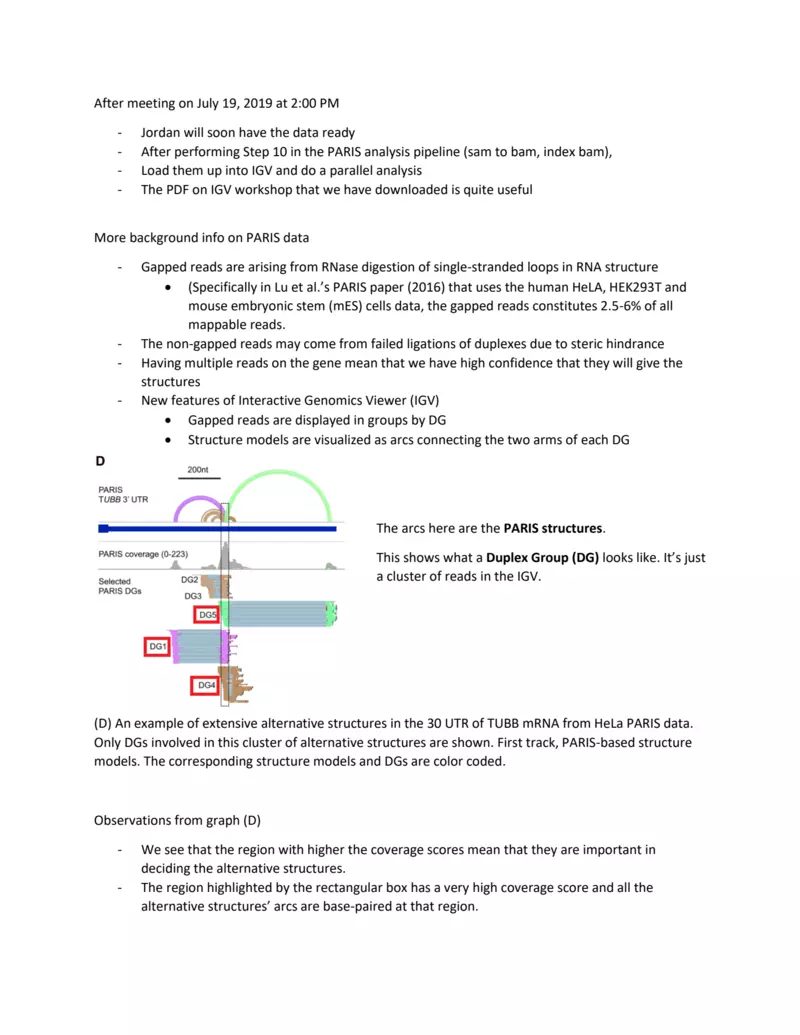 After meeting on July 19, 2019 at 2:00 PM
- Jordan will soon have the data ready
- After performing Step 10 in the PARIS analysis pipeline (sam to bam, index bam),
- Load them up into IGV and do a parallel analysis
- The PDF on IGV workshop that we have downloaded is quite useful
More background info on PARIS data
- Gapped reads are arising from RNase digestion of single-stranded loops in RNA structure
• (Specifically in Lu et al.'s PARIS paper (2016) that uses the human HeLA, HEK293T and
mouse embryonic stem (mES) cells data, the gapped reads constitutes 2.5-6% of all
mappable reads.
- The non-gapped reads may come from failed ligations of duplexes due to steric hindrance
- Having multiple reads on the gene mean that we have high confidence that they will give the
structures
- New features of Interactive Genomics Viewer (IGV)
• Gapped reads are displayed in groups by DG
• Structure models are visualized as arcs connecting the two arms of each DG
D
200nt
PARIS
TUBB 3' UTR
PARIS coverage (0-223)
Selected
PARIS DGs
DG2
DG3
DG5
DG1
DG4
The arcs here are the PARIS structures.
This shows what a Duplex Group (DG) looks like. It's just
a cluster of reads in the IGV.
(D) An example of extensive alternative structures in the 30 UTR of TUBB mRNA from HeLa PARIS data.
Only DGs involved in this cluster of alternative structures are shown. First track, PARIS-based structure
models. The corresponding structure models and DGs are color coded.
Observations from graph (D)
- We see that the region with higher the coverage scores mean that they are important in
deciding the alternative structures.
- The region highlighted by the rectangular box has a very high coverage score and all the
alternative structures' arcs are base-paired at that region.